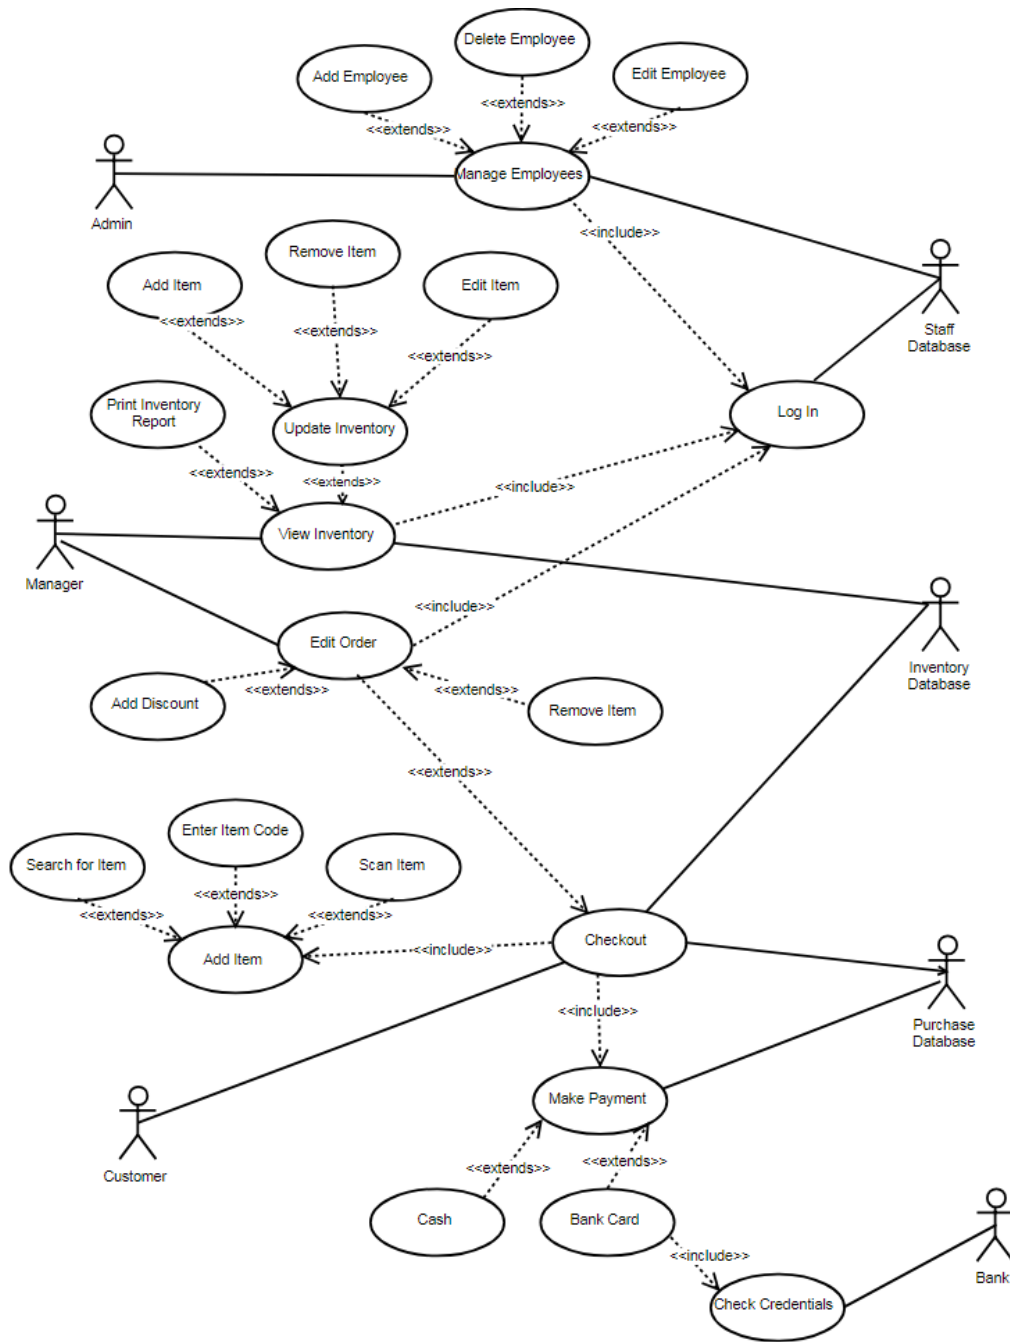 Delete Employee
Add Employee
Edit Employee
<<extends>>
<<extends>>
<<extends>>
Manage Employees
Admin
<<include>>
Remove Item
Add Item
Edit Item
<<extends>>
<<extends>>
<<extends>>
Staff
Database
Print Inventory
Report
Update Inventory
Log In
<<extends>>
<<extends>>
<<include>>
View Inventory
Manager
<<include>>
Edit Order
Inventory
Database
<<extends>>
<<extends>>
Add Discount
Remove Item
<<extends>>
Enter Item Code
Search for Item
Scan Item
<<extends>>
<<extends>>
<<extends>>
Add Item
<<include>>
Checkout
<<include>>
Purchase
Database
Make Payment
Customer
<<extends>>
<<extends>>
Cash
Bank Card
<<include>>
Bank
Check Credentials